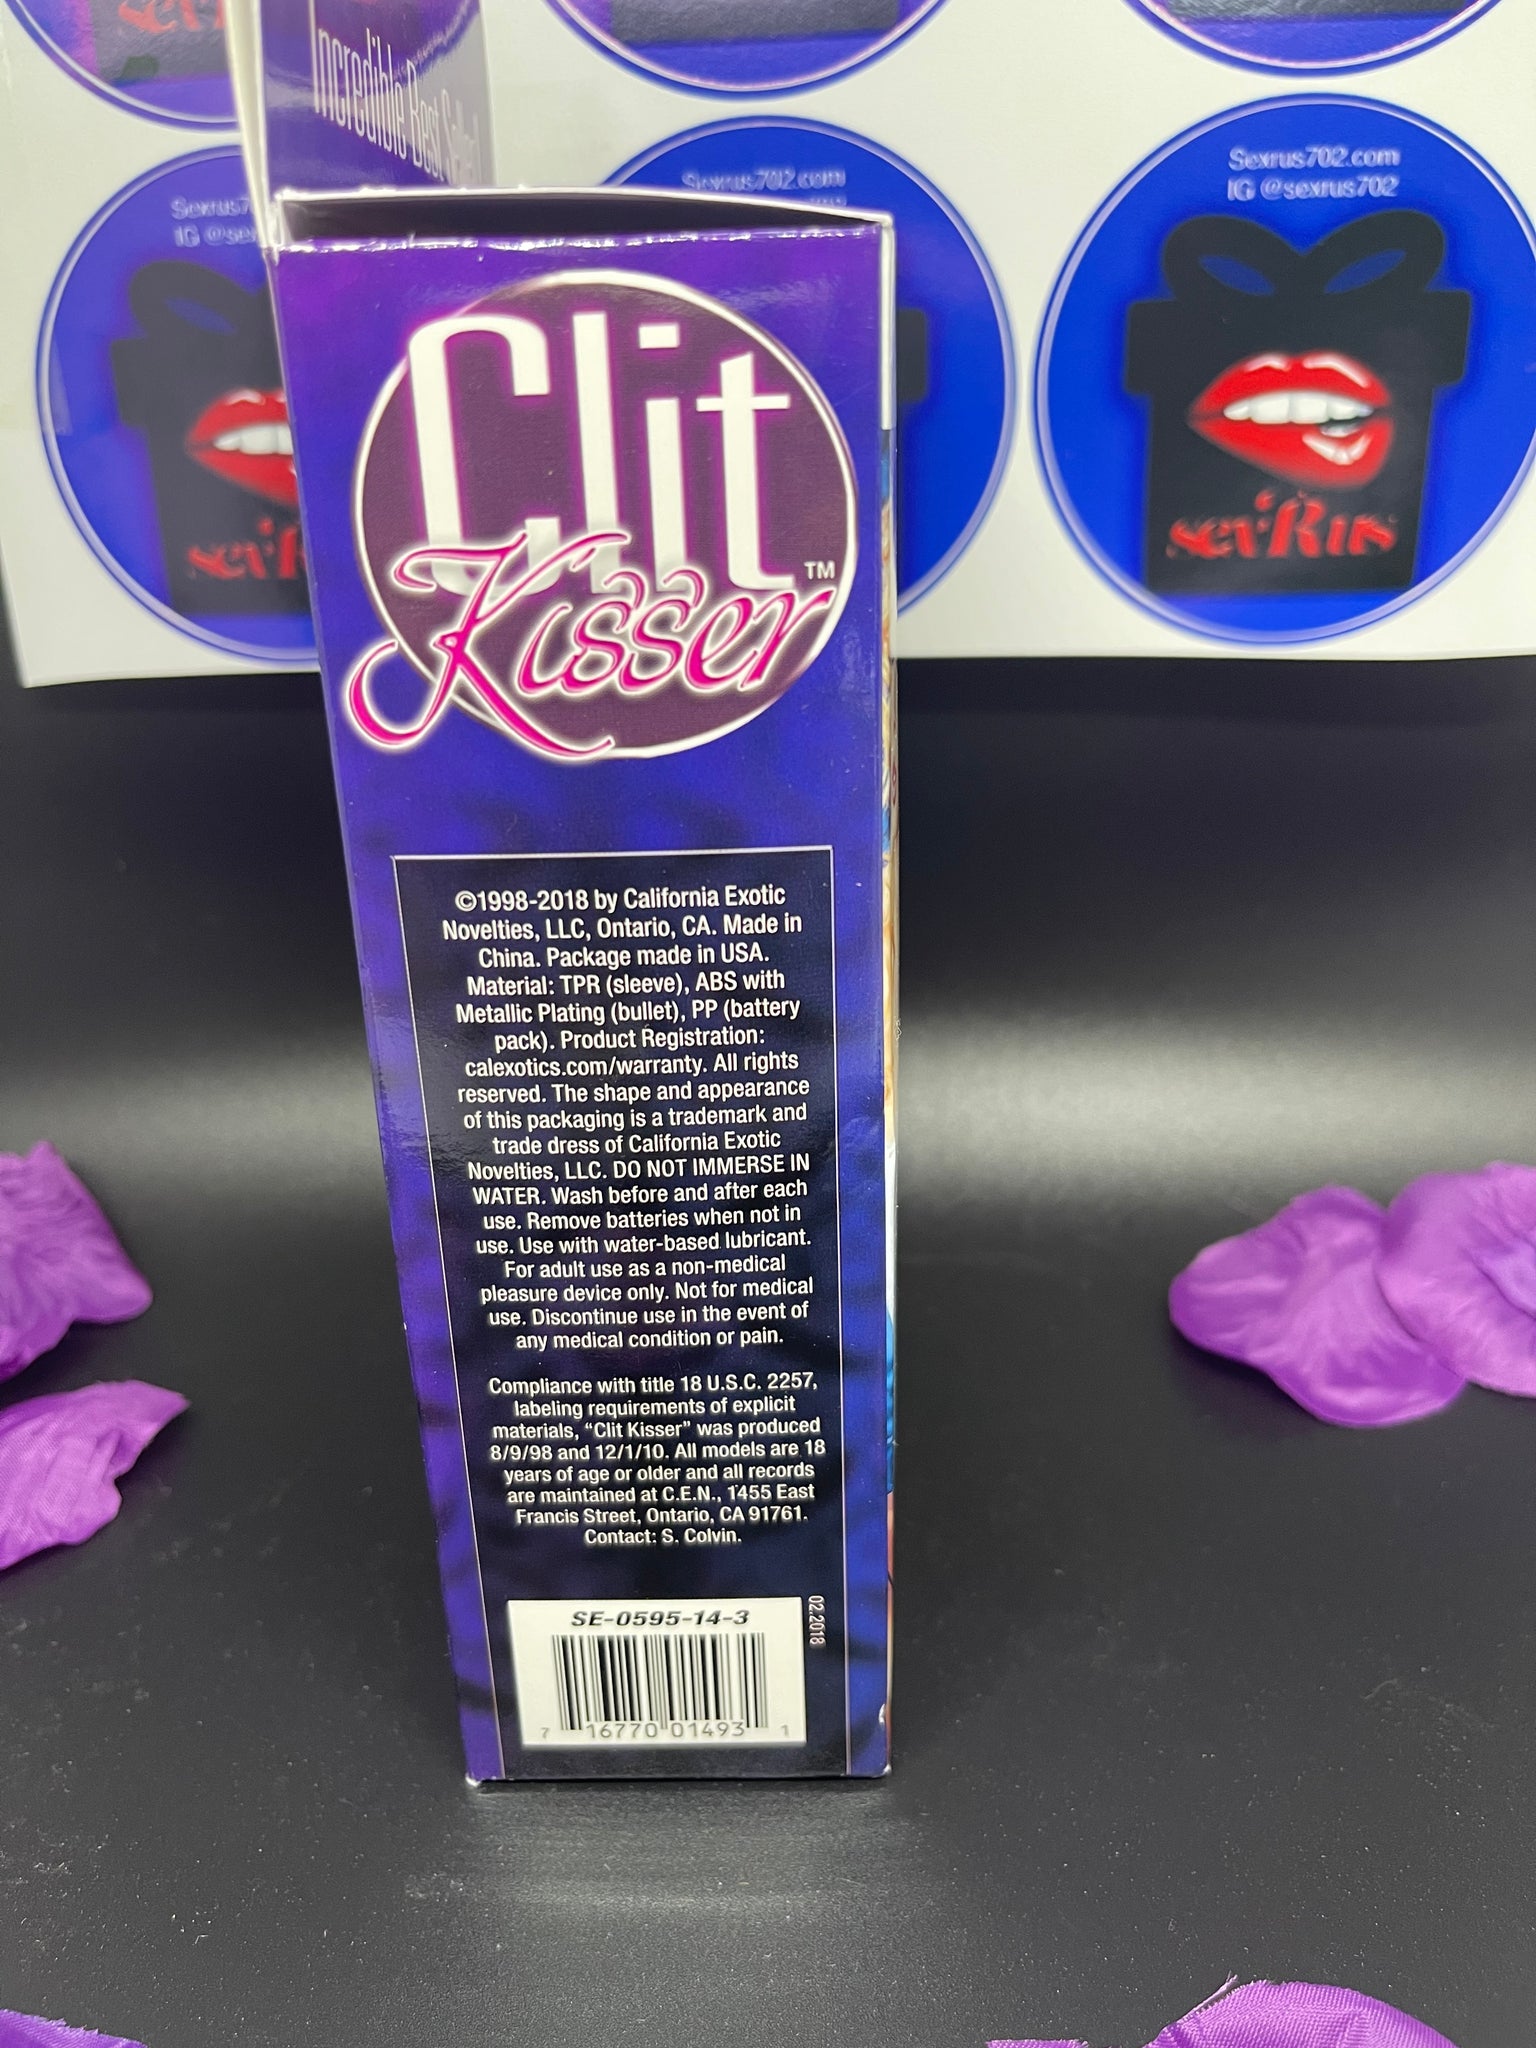 Incredible Best Seller!
Sexrus702.com
IG @sexrus702
sexRus
Sexrus702.com
Sexrus7
IG @sex
sexR
Clit
Kisser
TM
©1998-2018 by California Exotic
Novelties, LLC, Ontario, CA. Made in
China. Package made in USA.
Material: TPR (sleeve), ABS with
Metallic Plating (bullet), PP (battery
pack). Product Registration:
calexotics.com/warranty. All rights
reserved. The shape and appearance
of this packaging is a trademark and
trade dress of California Exotic
Novelties, LLC. DO NOT IMMERSE IN
WATER. Wash before and after each
use. Remove batteries when not in
use. Use with water-based lubricant.
For adult use as a non-medical
pleasure device only. Not for medical
use. Discontinue use in the event of
any medical condition or pain.
Compliance with title 18 U.S.C. 2257,
labeling requirements of explicit
materials, “Clit Kisser” was produced
8/9/98 and 12/1/10. All models are 18
years of age or older and all records
are maintained at C.E.N., 1455 East
Francis Street, Ontario, CA 91761.
Contact: S. Colvin.
SE-0595-14-3
02.2018
7 16770 01493 1